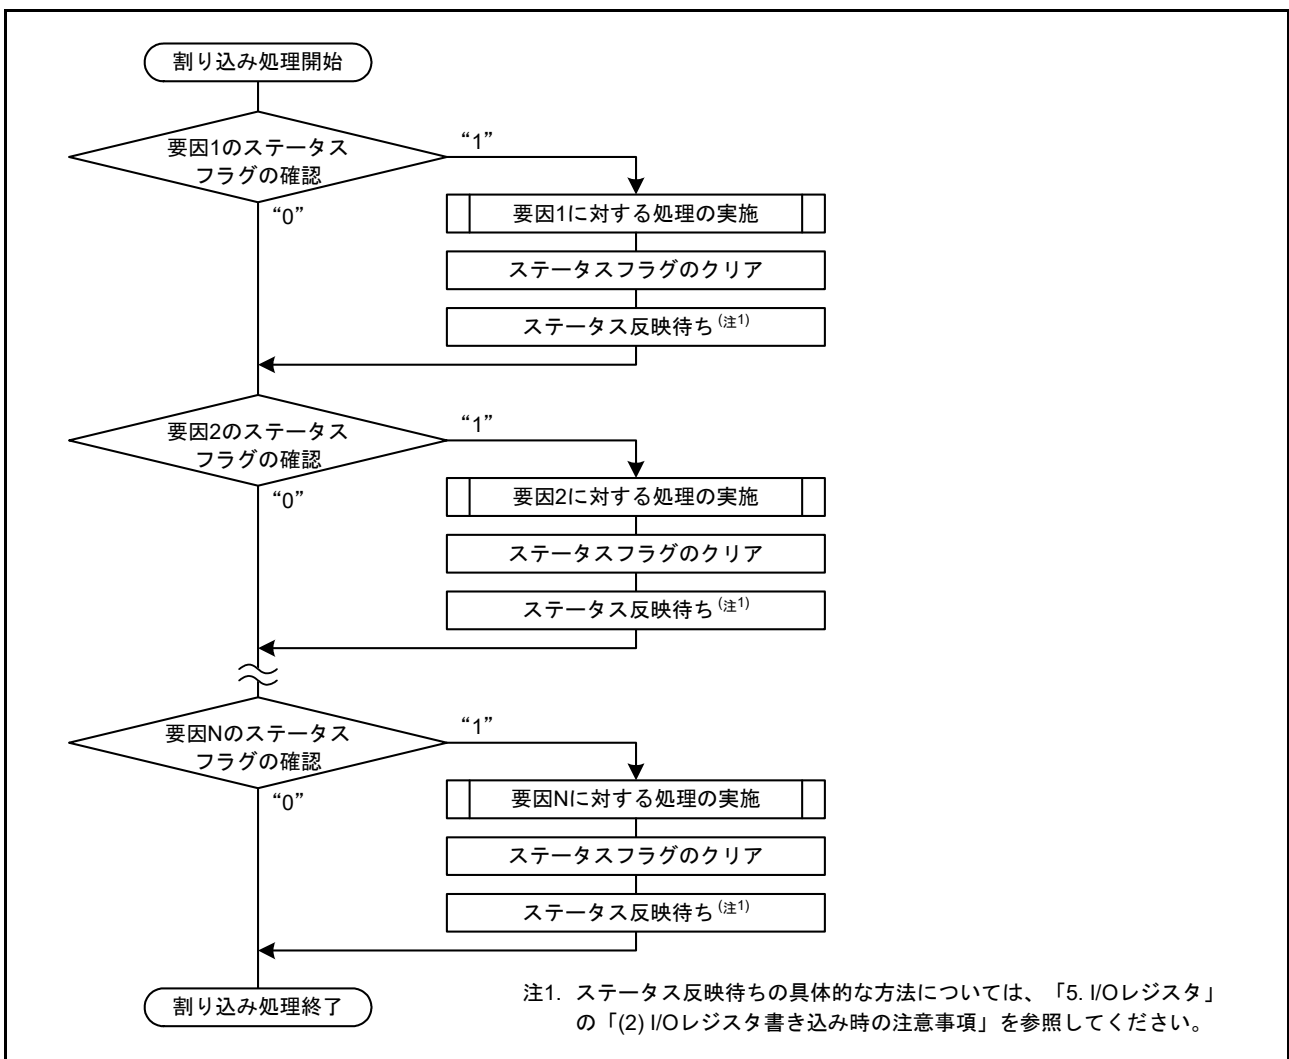 割り込み処理開始
要因1のステータス
フラグの確認
“1”
“0”
要因1に対する処理の実施
ステータスフラグのクリア
ステータス反映待ち(注1)
要因2のステータス
フラグの確認
“1”
“0”
要因2に対する処理の実施
ステータスフラグのクリア
ステータス反映待ち(注1)
要因Nのステータス
フラグの確認
“1”
“0”
要因Nに対する処理の実施
ステータスフラグのクリア
ステータス反映待ち(注1)
割り込み処理終了
注1. ステータス反映待ちの具体的な方法については、「5. I/Oレジスタ」
の「(2) I/Oレジスタ書き込み時の注意事項」を参照してください。